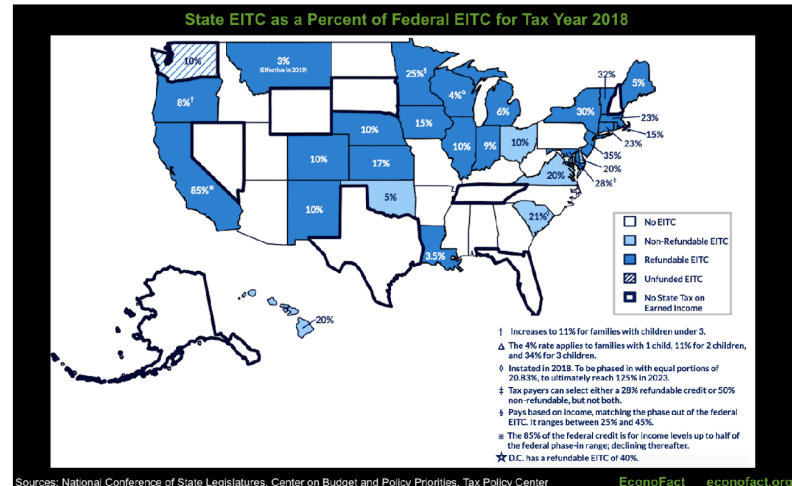 State EITC as a Percent of Federal EITC for Tax Year 2018
10%
3%
(Effective in 2019)
8%†
25%§
4%△
6%
32%
5%
30%
23%
15%
23%
35%
20%
28%‡
15%
10%
10%
9%
10%
10%
17%
20%
85%※
10%
5%
21%◊
3.5%
20%
No EITC
Non-Refundable EITC
Refundable EITC
Unfunded EITC
No State Tax on
Earned Income
† Increases to 11% for families with children under 3.
△ The 4% rate applies to families with 1 child, 11% for 2 children,
and 34% for 3 children.
◊ Instated in 2018. To be phased in with equal portions of
20.83%, to ultimately reach 125% in 2023.
‡ Tax payers can select either a 28% refundable credit or 50%
non-refundable, but not both.
§ Pays based on income, matching the phase out of the federal
EITC. It ranges between 25% and 45%.
※ The 85% of the federal credit is for income levels up to half of
the federal phase-in range; declining thereafter.
☆ D.C. has a refundable EITC of 40%.
Sources: National Conference of State Legislatures, Center on Budget and Policy Priorities, Tax Policy Center
EconoFact econofact.org